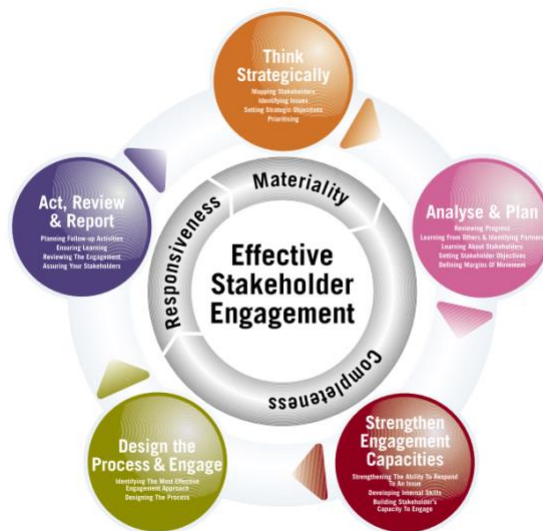 Think
Strategically
Mapping Stakeholders
Identifying Issues
Setting Strategic Objectives
Prioritising
Analyse & Plan
Reviewing Progress
Learning From Others & Identifying Partners
Learning About Stakeholders
Setting Stakeholder Objectives
Defining Margins Of Movement
Strengthen
Engagement
Capacities
Strengthening The Ability To Respond
To An Issue
Developing Internal Skills
Building Stakeholder's
Capacity To Engage
Design the
Process & Engage
Identifying The Most Effective
Engagement Approach
Designing The Process
Act, Review
& Report
Planning Follow-up Activities
Ensuring Learning
Reviewing The Engagement
Assuring Your Stakeholders
Materiality
Completeness
Responsiveness
Effective
Stakeholder
Engagement